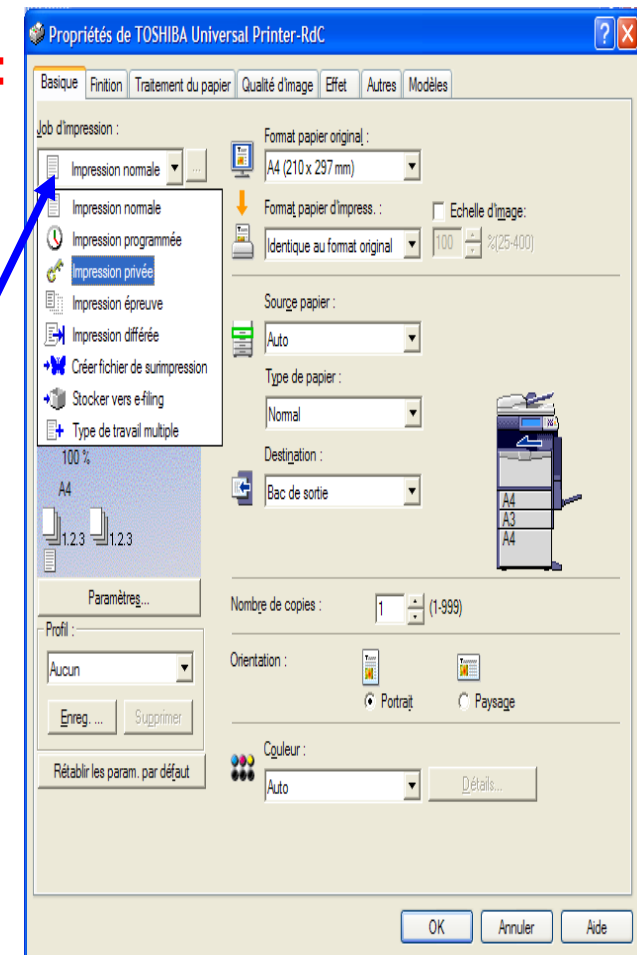 :
Propriétés de TOSHIBA Universal Printer-RdC
Basique Finition Traitement du papier Qualité d'image Effet Autres Modèles
Job d'impression :
Impression normale ...
Impression normale
Impression programmée
Impression privée
Impression épreuve
Impression différée
Créer fichier de surimpression
Stocker vers e-filing
Type de travail multiple
100 %
A4
1.2.3 1.2.3
Paramètres...
Profil :
Aucun
Enreg. ... Supprimer
Rétablir les param. par défaut
Format papier original :
A4 (210 x 297 mm)
Format papier d'impress. : Echelle d'image:
Identique au format original 100 %(25-400)
Source papier :
Auto
Type de papier :
Normal
Destination :
Bac de sortie
A4
A3
A4
Nombre de copies : 1 (1-999)
Orientation :
Portrait Paysage
Couleur :
Auto Détails...
OK Annuler Aide